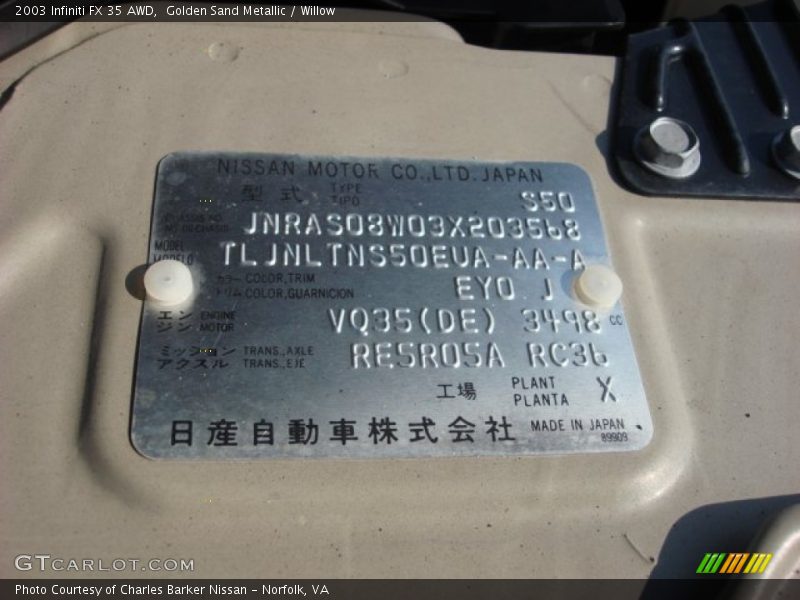 2003 Infiniti FX 35 AWD,  Golden Sand Metallic / Willow
NISSAN MOTOR CO.,LTD. JAPAN
型式 TYPE TIPO S50
CHASSIS NO. JNRAS08W03X203568
MODEL MODELO TLJNLTNS50EUA-AA-A
カラー COLOR,TRIM
トリム COLOR,GUARNICION EY0 J
エンジン ENGINE MOTOR VQ35(DE) 3498 CC
ミッション TRANS.,AXLE
アクスル TRANS.,EJE RE5R05A RC36
工場 PLANT PLANTA X
日産自動車株式会社 MADE IN JAPAN
89909
GTCARLOT.COM
Photo Courtesy of Charles Barker Nissan - Norfolk, VA